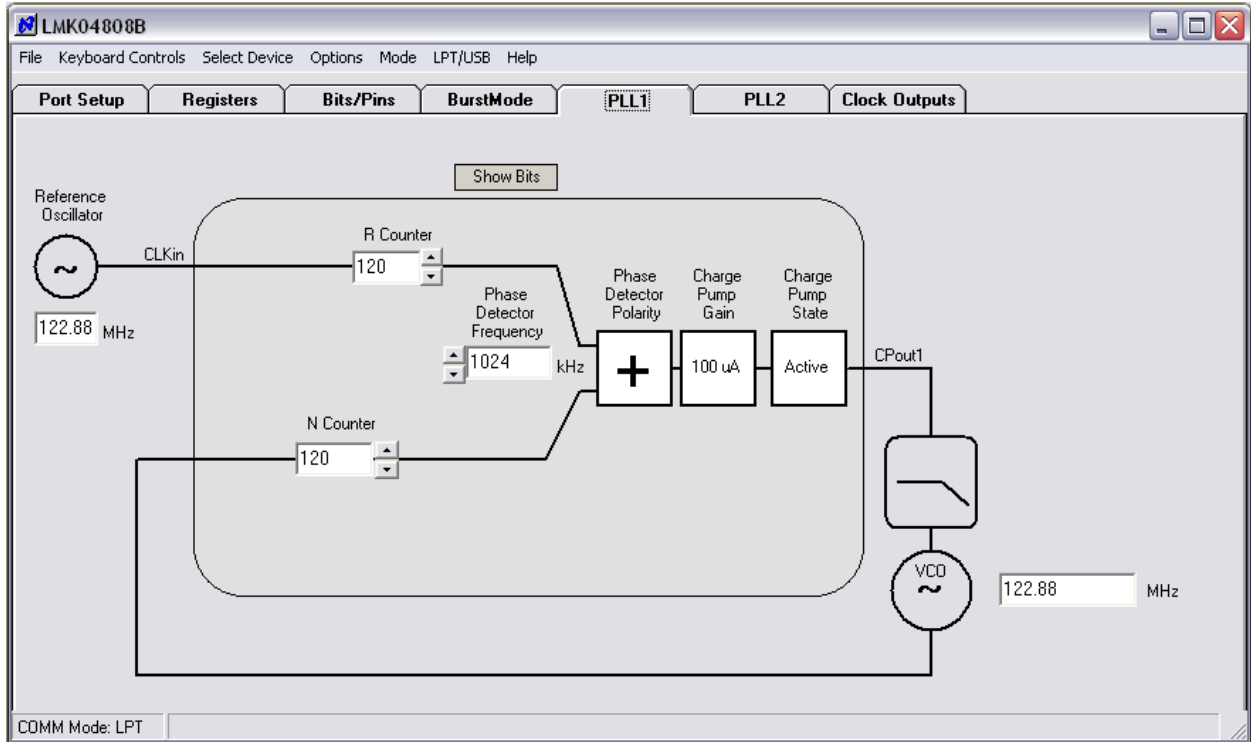 LMK04808B
File Keyboard Controls Select Device Options Mode LPT/USB Help
Port Setup Registers Bits/Pins BurstMode PLL1 PLL2 Clock Outputs
Show Bits
Reference
Oscillator
CLKin
122.88 MHz
R Counter
120
Phase
Detector
Frequency
1024 kHz
N Counter
120
Phase
Detector
Polarity
+
Charge
Pump
Gain
100 uA
Charge
Pump
State
Active
CPout1
VCO
122.88 MHz
COMM Mode: LPT